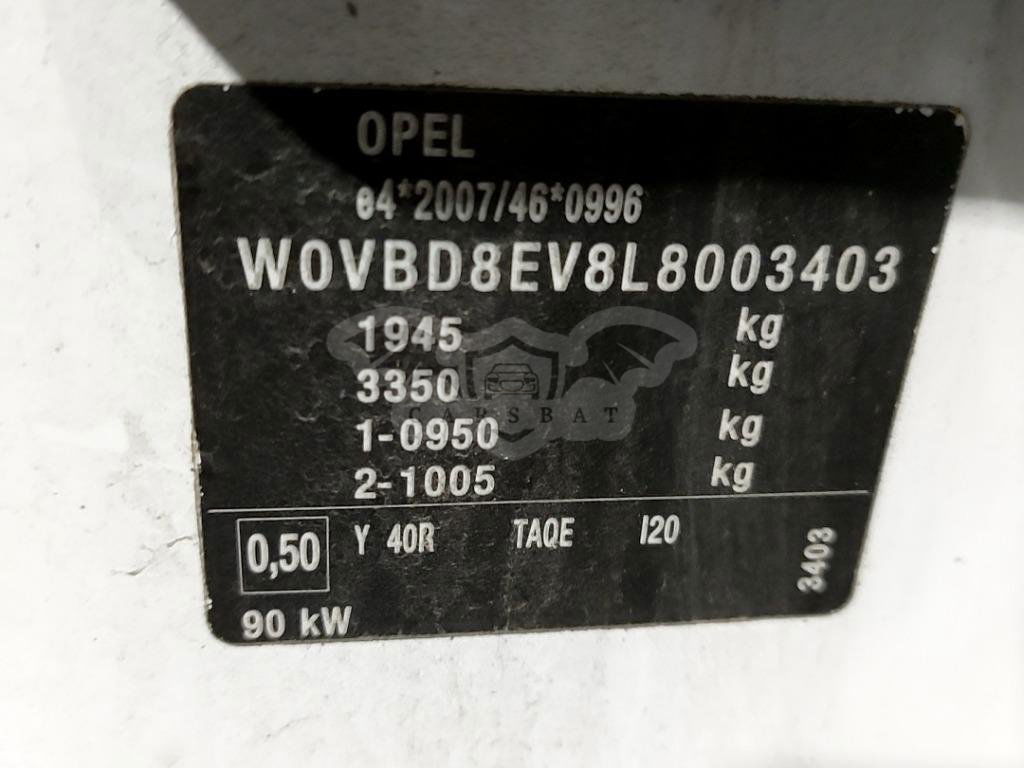 OPEL
e4*2007/46*0996
W0VBD8EV8L8003403
1945 kg
3350 kg
CARSBAT
1-0950 kg
2-1005 kg
0,50 Y 40R TAQE I20
3403
90 kW